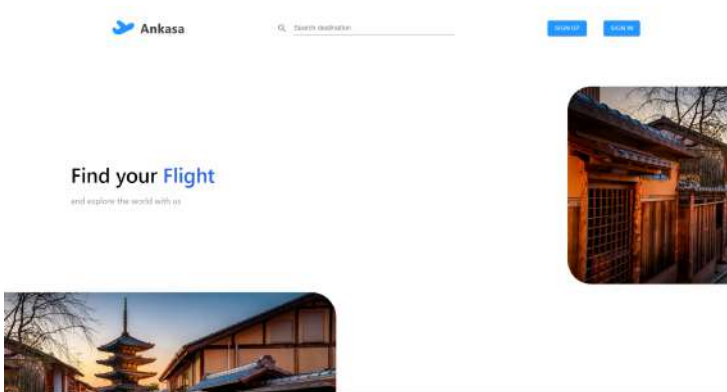 Ankasa
Search destination
SIGN UP
SIGN IN
Find your Flight
and explore the world with us